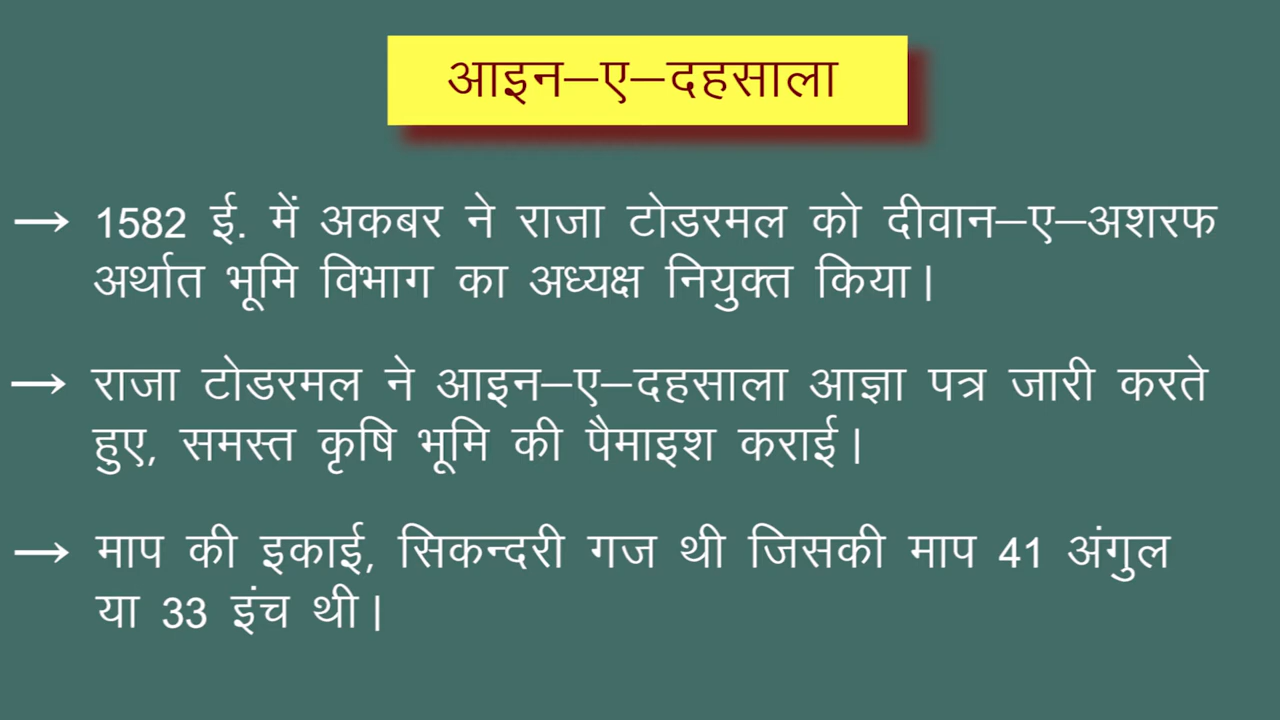 आइन–ए–दहसाला
→ 1582 ई. में अकबर ने राजा टोडरमल को दीवान–ए–अशरफ
अर्थात भूमि विभाग का अध्यक्ष नियुक्त किया।
→ राजा टोडरमल ने आइन–ए–दहसाला आज्ञा पत्र जारी करते
हुए, समस्त कृषि भूमि की पैमाइश कराई।
→ माप की इकाई, सिकन्दरी गज थी जिसकी माप 41 अंगुल
या 33 इंच थी।